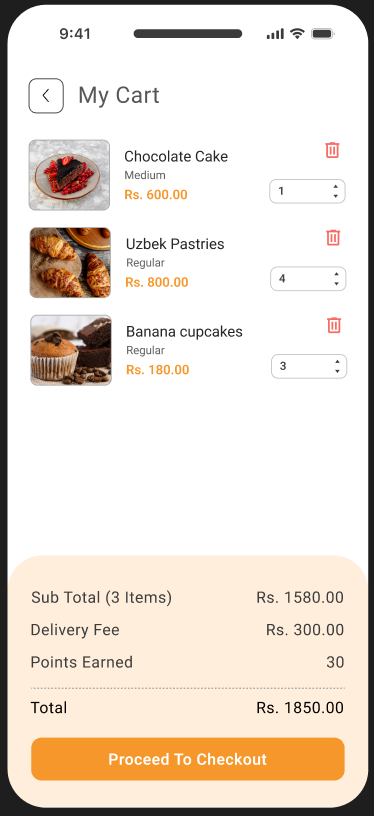 9:41
My Cart
Chocolate Cake
Medium
Rs. 600.00
1
Uzbek Pastries
Regular
Rs. 800.00
4
Banana cupcakes
Regular
Rs. 180.00
3
Sub Total (3 Items) Rs. 1580.00
Delivery Fee Rs. 300.00
Points Earned 30
Total Rs. 1850.00
Proceed To Checkout